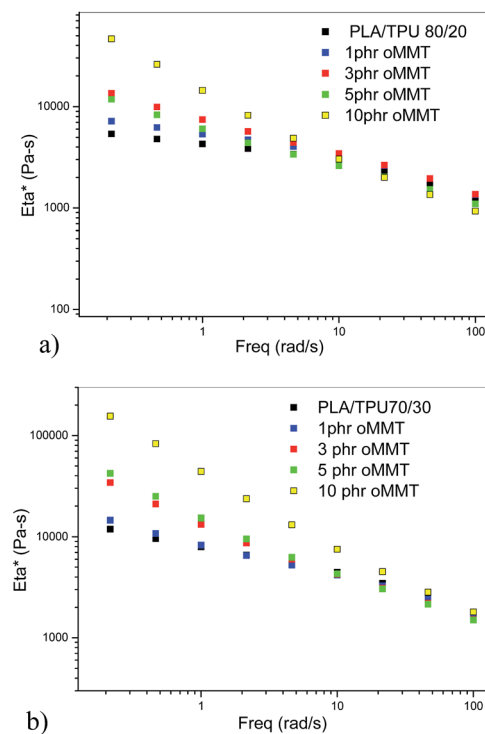 PLA/TPU 80/20
1phr oMMT
3phr oMMT
5phr oMMT
10phr oMMT
10000
1000
100
Eta* (Pa-s)
1
10
100
Freq (rad/s)
a)
PLA/TPU70/30
1phr oMMT
3 phr oMMT
5 phr oMMT
10 phr oMMT
100000
10000
1000
Eta* (Pa-s)
1
10
100
Freq (rad/s)
b)